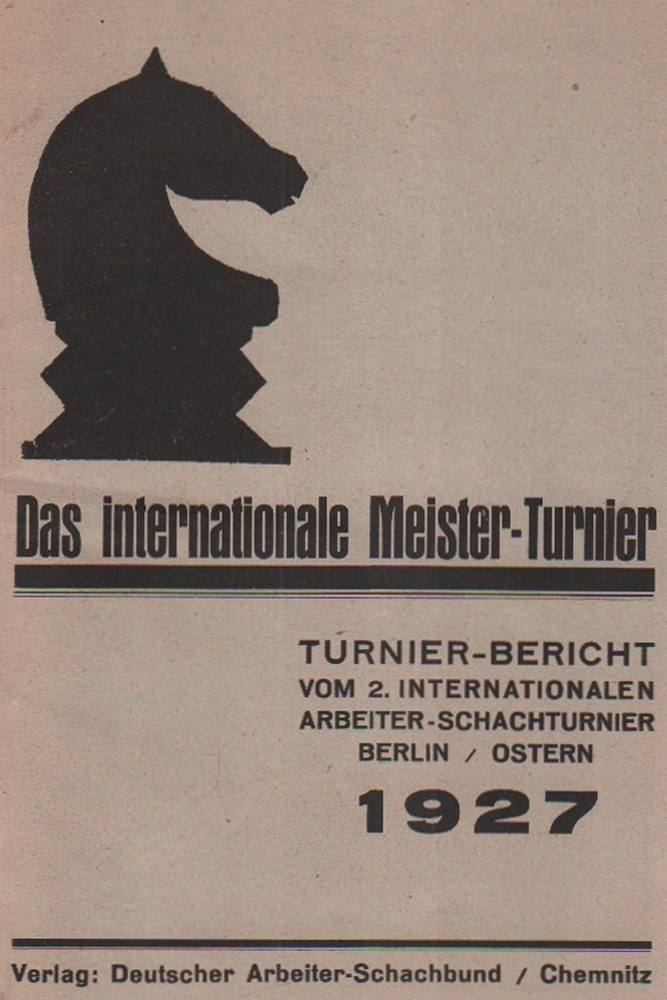 Das internationale Meister-Turnier
TURNIER-BERICHT
VOM 2. INTERNATIONALEN
ARBEITER-SCHACHTURNIER
BERLIN / OSTERN
1927
Verlag: Deutscher Arbeiter-Schachbund / Chemnitz